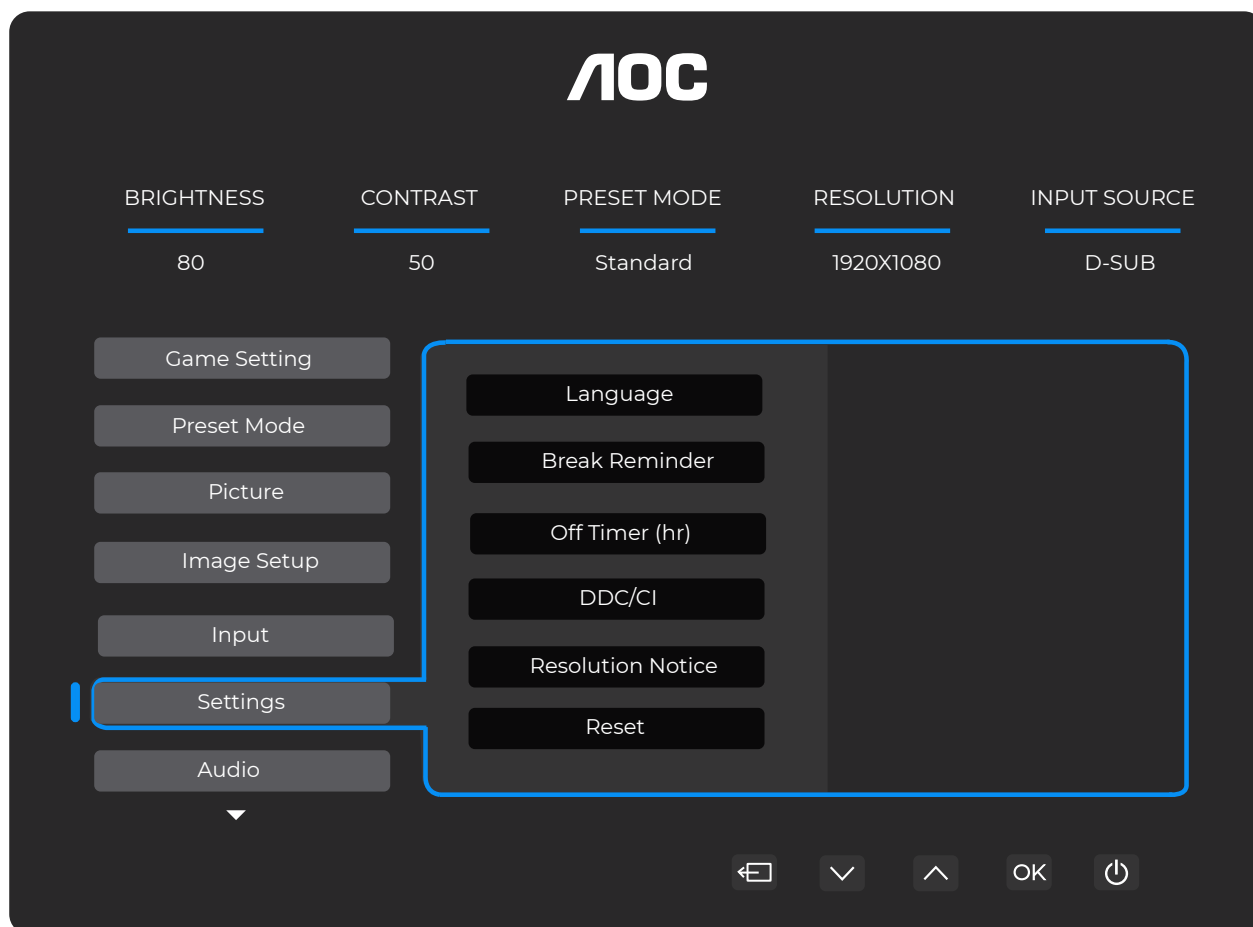 AOC
BRIGHTNESS CONTRAST PRESET MODE RESOLUTION INPUT SOURCE
80 50 Standard 1920X1080 D-SUB
Game Setting
Preset Mode
Picture
Image Setup
Input
Settings
Audio
Language
Break Reminder
Off Timer (hr)
DDC/CI
Resolution Notice
Reset
OK